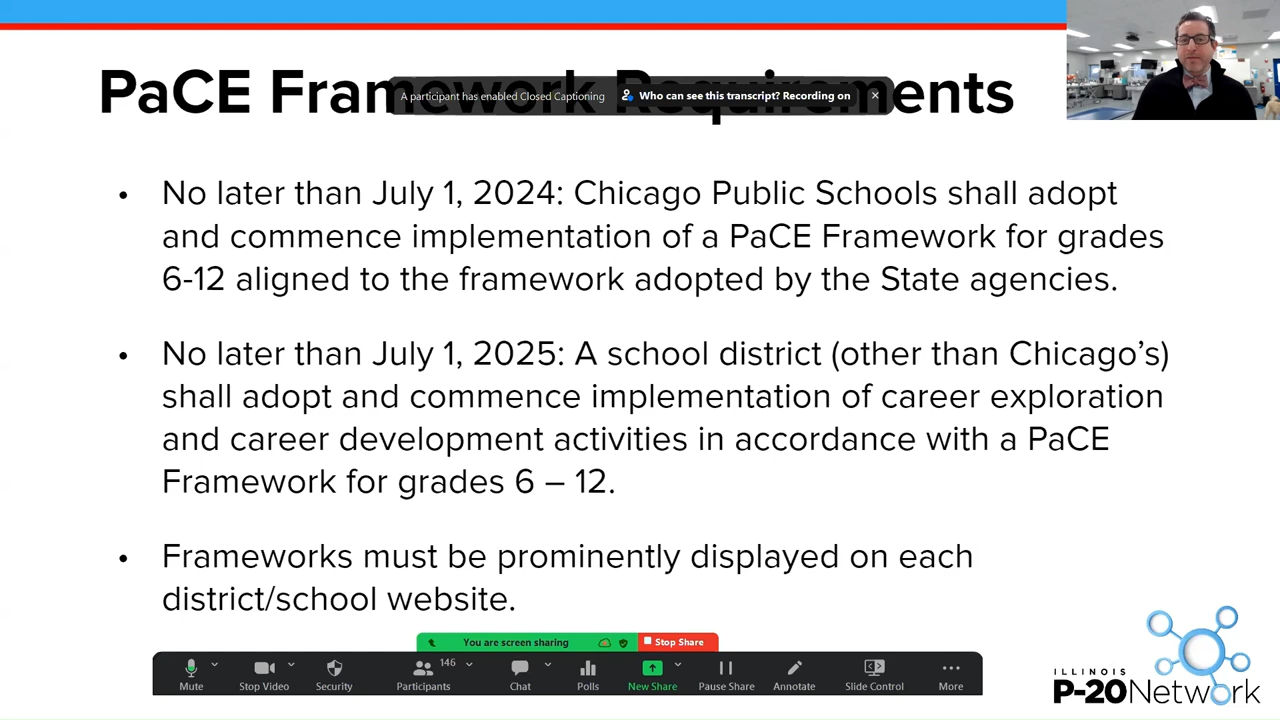 PaCE Framework Requirements
A participant has enabled Closed Captioning
Who can see this transcript? Recording on
No later than July 1, 2024: Chicago Public Schools shall adopt
and commence implementation of a PaCE Framework for grades
6-12 aligned to the framework adopted by the State agencies.
No later than July 1, 2025: A school district (other than Chicago’s)
shall adopt and commence implementation of career exploration
and career development activities in accordance with a PaCE
Framework for grades 6 – 12.
Frameworks must be prominently displayed on each
district/school website.
You are screen sharing
Stop Share
Mute
Stop Video
Security
Participants
146
Chat
Polls
New Share
Pause Share
Annotate
Slide Control
More
ILLINOIS
P-20 Network